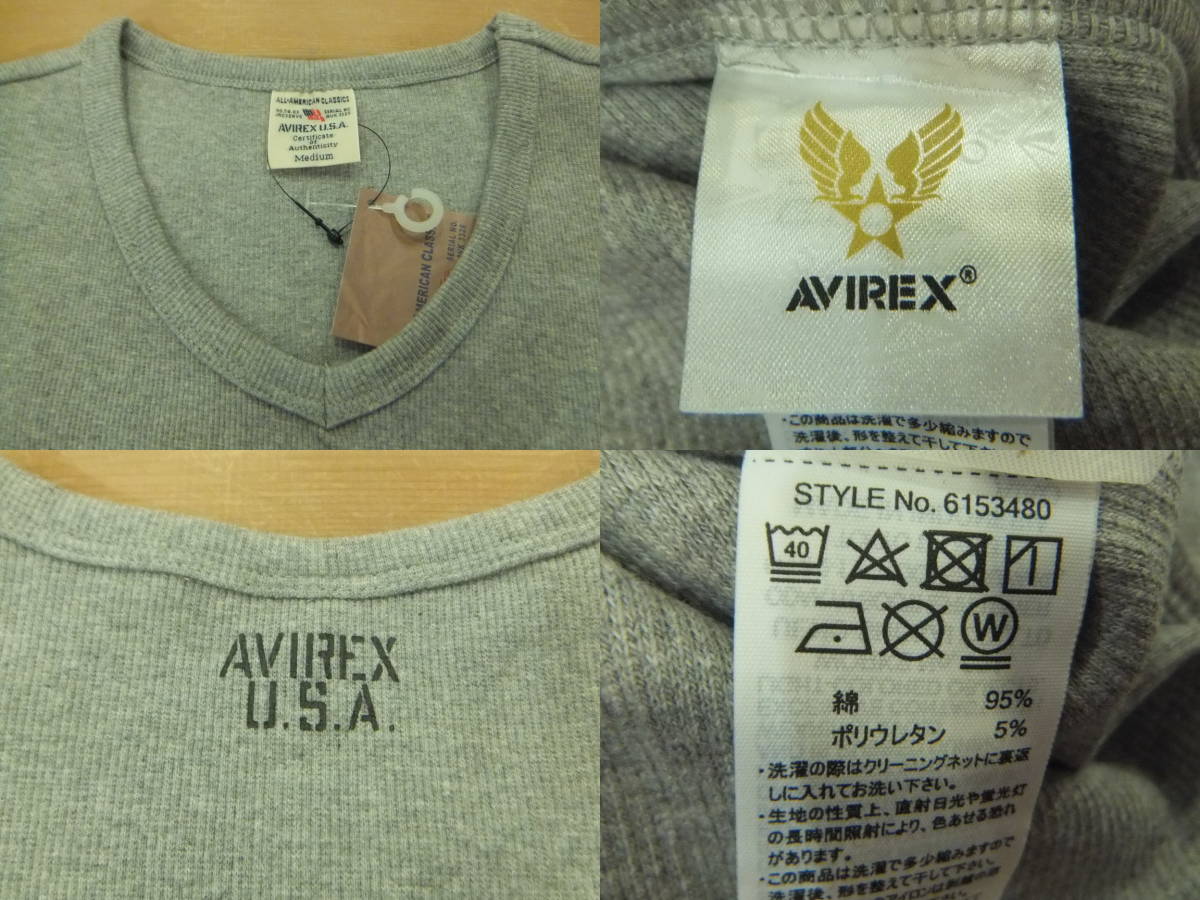 ALL-AMERICAN CLASSICS
SERIAL NO.
AVIREX U.S.A.
Certificate
of
Authenticity
Medium
SERIAL NO.
AVIREX®
・この商品は洗濯で多少縮みますので
洗濯後、形を整えて干して下
AVIREX
U.S.A.
STYLE No. 6153480
40
W
綿 95%
ポリウレタン 5%
・洗濯の際はクリーニングネットに裏返
しに入れてお洗い下さい。
・生地の性質上、直射日光や蛍光灯
の長時間照射により、色あせる恐れ
があります。
・この商品は洗濯で多少縮みますので
洗濯後、形を整えて干して下さい。